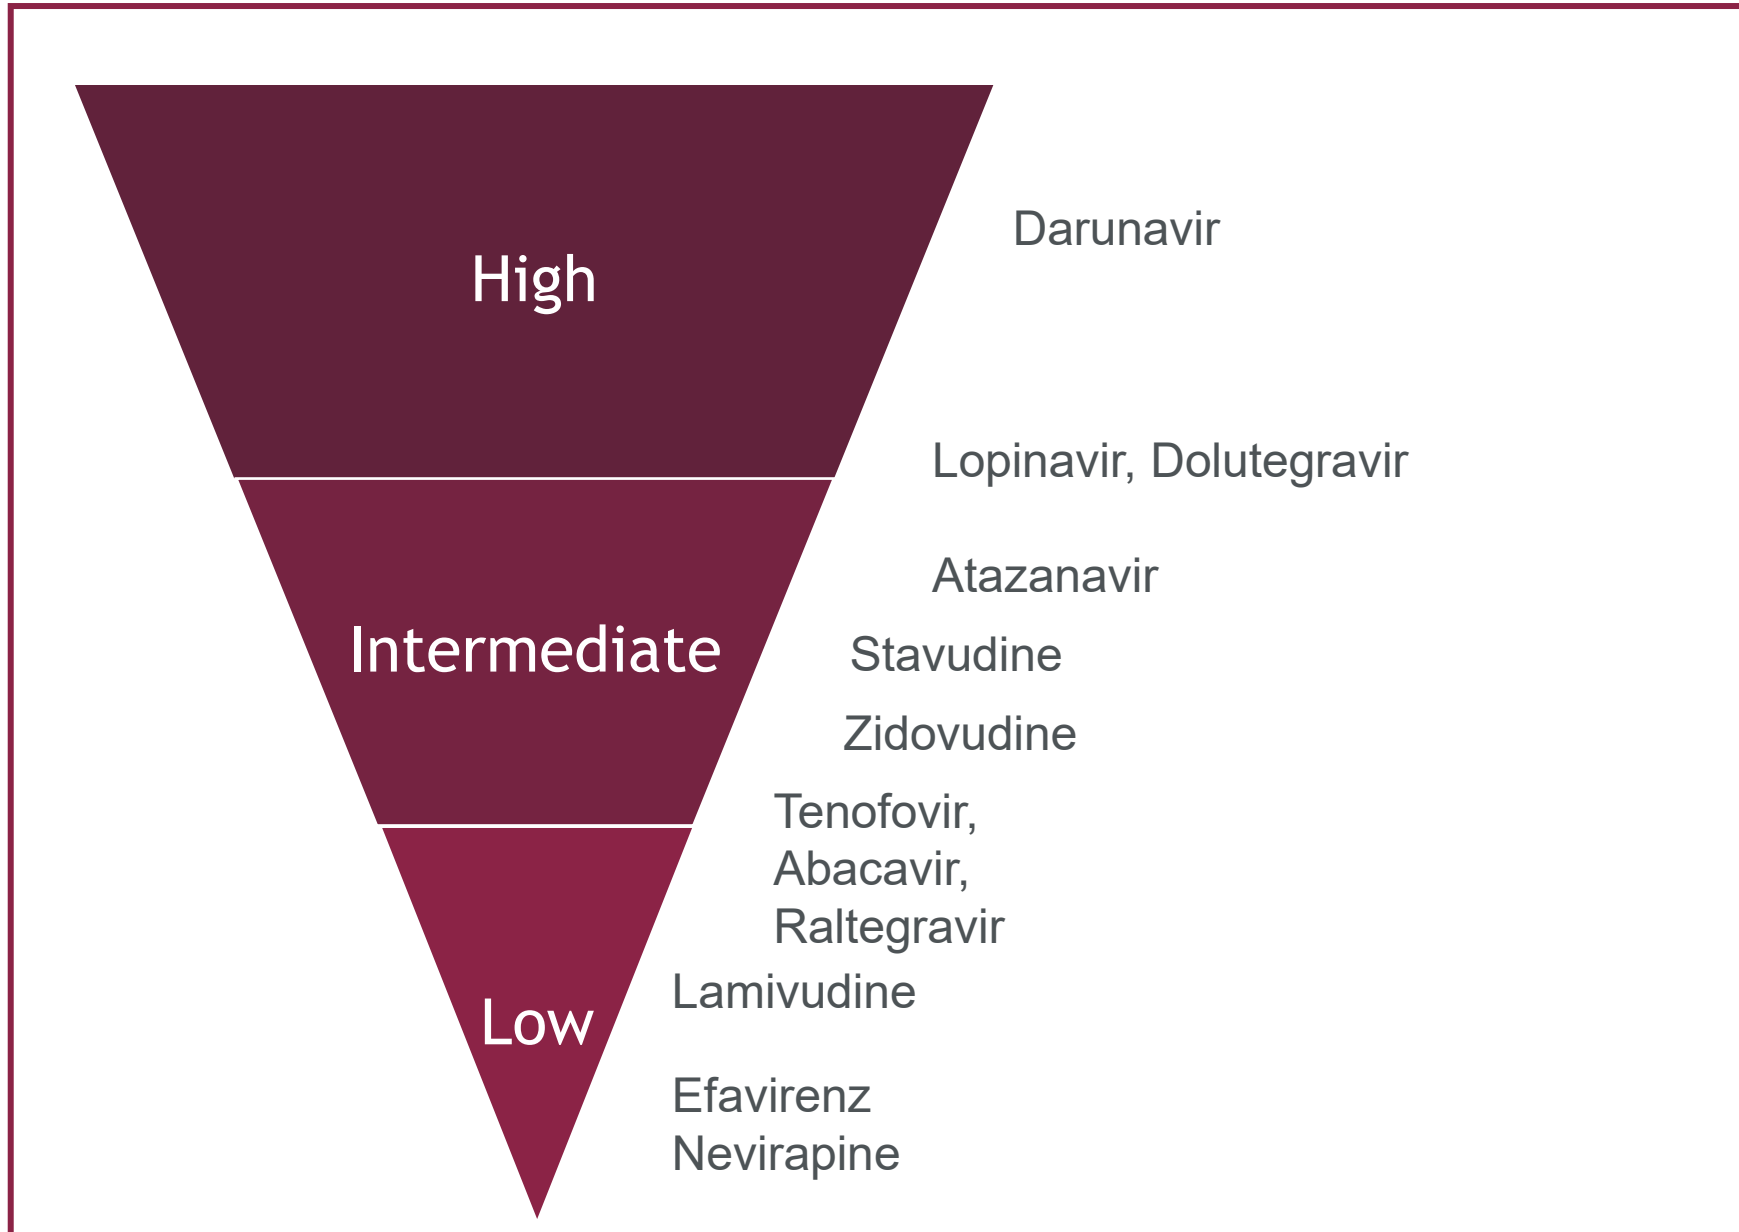 Darunavir
High
Lopinavir, Dolutegravir
Atazanavir
Intermediate
Stavudine
Zidovudine
Tenofovir,
Abacavir,
Raltegravir
Lamivudine
Low
Efavirenz
Nevirapine